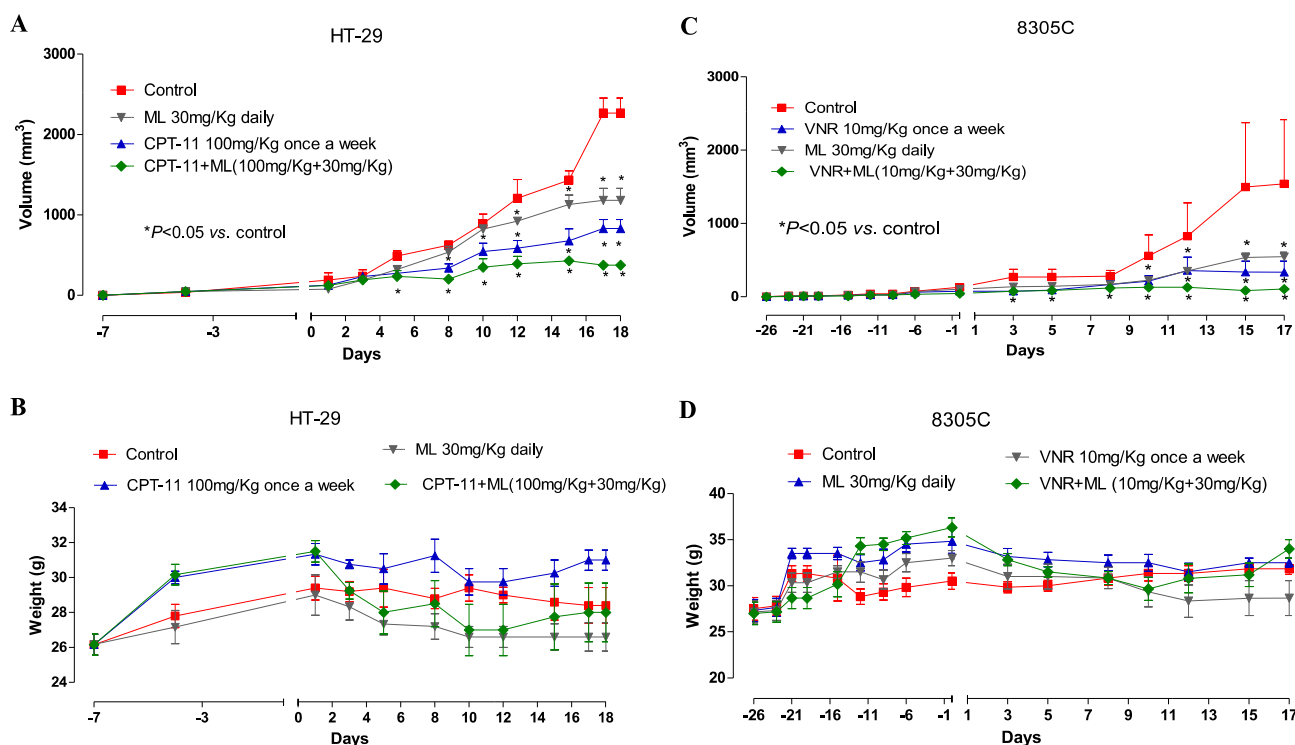 A
HT-29
Volume (mm3)
3000
2000
1000
0
Control
ML 30mg/Kg daily
CPT-11 100mg/Kg once a week
CPT-11+ML(100mg/Kg+30mg/Kg)
*P<0.05 vs. control
* * * * * * *
* * * * * *
* * * * * * *
-7 -3 0 2 4 6 8 10 12 14 16 18
Days
C
8305C
Volume (mm3)
3000
2000
1000
0
Control
VNR 10mg/Kg once a week
ML 30mg/Kg daily
VNR+ML(10mg/Kg+30mg/Kg)
*P<0.05 vs. control
-26 -21 -16 -11 -6 -1 1 3 5 7 9 11 13 15 17
Days
B
HT-29
Control
ML 30mg/Kg daily
CPT-11 100mg/Kg once a week
CPT-11+ML(100mg/Kg+30mg/Kg)
Weight (g)
34
32
30
28
26
24
-7 -3 0 2 4 6 8 10 12 14 16 18
Days
D
8305C
Control
VNR 10mg/Kg once a week
ML 30mg/Kg daily
VNR+ML (10mg/Kg+30mg/Kg)
Weight (g)
40
35
30
25
20
-26 -21 -16 -11 -6 -1 1 3 5 7 9 11 13 15 17
Days